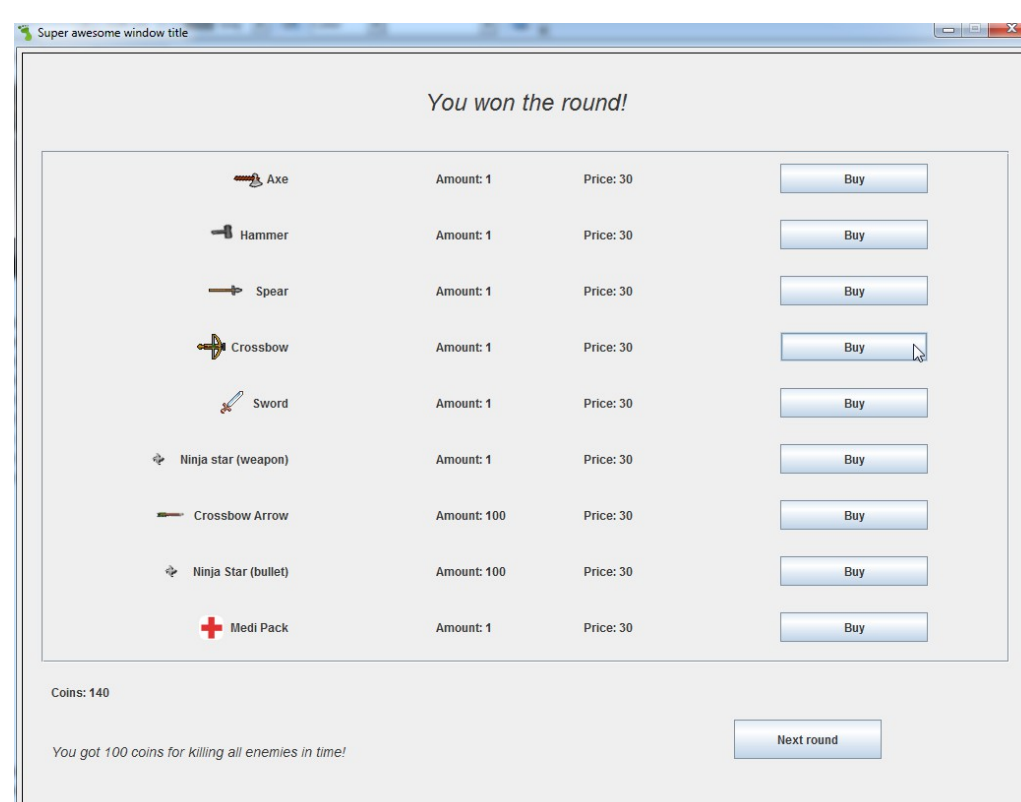 Super awesome window title
You won the round!
Axe Amount: 1 Price: 30 Buy
Hammer Amount: 1 Price: 30 Buy
Spear Amount: 1 Price: 30 Buy
Crossbow Amount: 1 Price: 30 Buy
Sword Amount: 1 Price: 30 Buy
Ninja star (weapon) Amount: 1 Price: 30 Buy
Crossbow Arrow Amount: 100 Price: 30 Buy
Ninja Star (bullet) Amount: 100 Price: 30 Buy
Medi Pack Amount: 1 Price: 30 Buy
Coins: 140
Next round
You got 100 coins for killing all enemies in time!